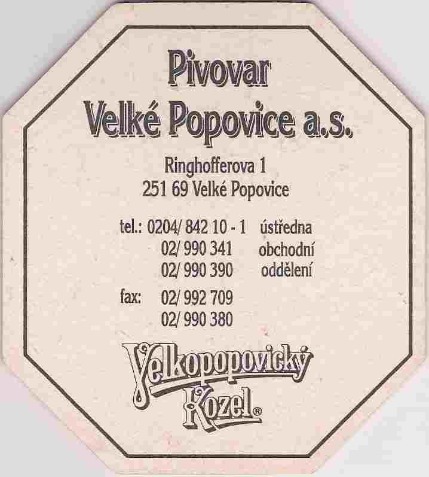 Pivovar
Velké Popovice a.s.
Ringhofferova 1
251 69 Velké Popovice
tel.: 0204/ 842 10 - 1 ústředna
02/ 990 341 obchodní
02/ 990 390 oddělení
fax: 02/ 992 709
02/ 990 380
Velkopopovický
Kozel®